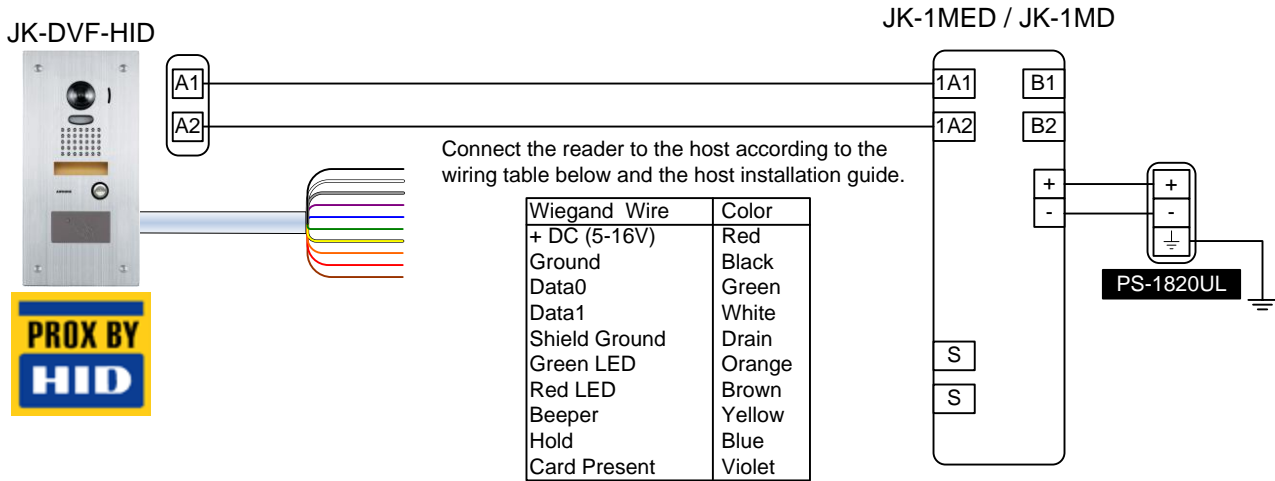 JK-DVF-HID
JK-1MED / JK-1MD
A1
1A1
B1
A2
1A2
B2
Connect the reader to the host according to the
wiring table below and the host installation guide.
+
+
-
-
PS-1820UL
Wiegand Wire Color
+ DC (5-16V) Red
Ground Black
Data0 Green
Data1 White
Shield Ground Drain
Green LED Orange
Red LED Brown
Beeper Yellow
Hold Blue
Card Present Violet
S
S
PROX BY
HID